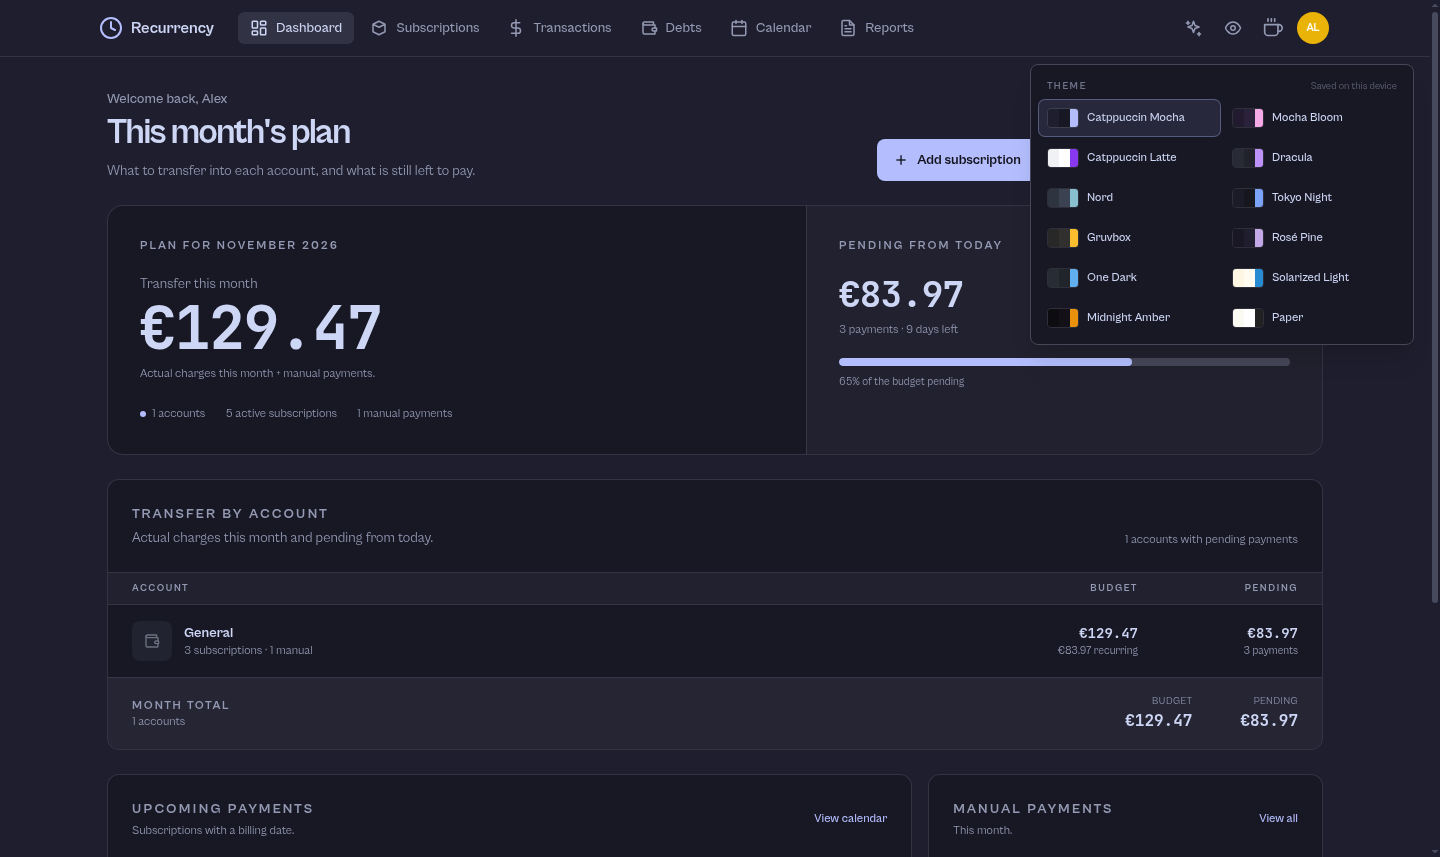 Recurrency
Dashboard
Subscriptions
Transactions
Debts
Calendar
Reports
AL
Welcome back, Alex
This month's plan
What to transfer into each account, and what is still left to pay.
Add subscription
THEME
Saved on this device
Catppuccin Mocha
Mocha Bloom
Catppuccin Latte
Dracula
Nord
Tokyo Night
Gruvbox
Rosé Pine
One Dark
Solarized Light
Midnight Amber
Paper
PLAN FOR NOVEMBER 2026
Transfer this month
€129.47
Actual charges this month + manual payments.
1 accounts
5 active subscriptions
1 manual payments
PENDING FROM TODAY
€83.97
3 payments · 9 days left
65% of the budget pending
TRANSFER BY ACCOUNT
Actual charges this month and pending from today.
1 accounts with pending payments
ACCOUNT
BUDGET
PENDING
General
3 subscriptions · 1 manual
€129.47
€83.97 recurring
€83.97
3 payments
MONTH TOTAL
1 accounts
BUDGET
€129.47
PENDING
€83.97
UPCOMING PAYMENTS
Subscriptions with a billing date.
View calendar
MANUAL PAYMENTS
This month.
View all